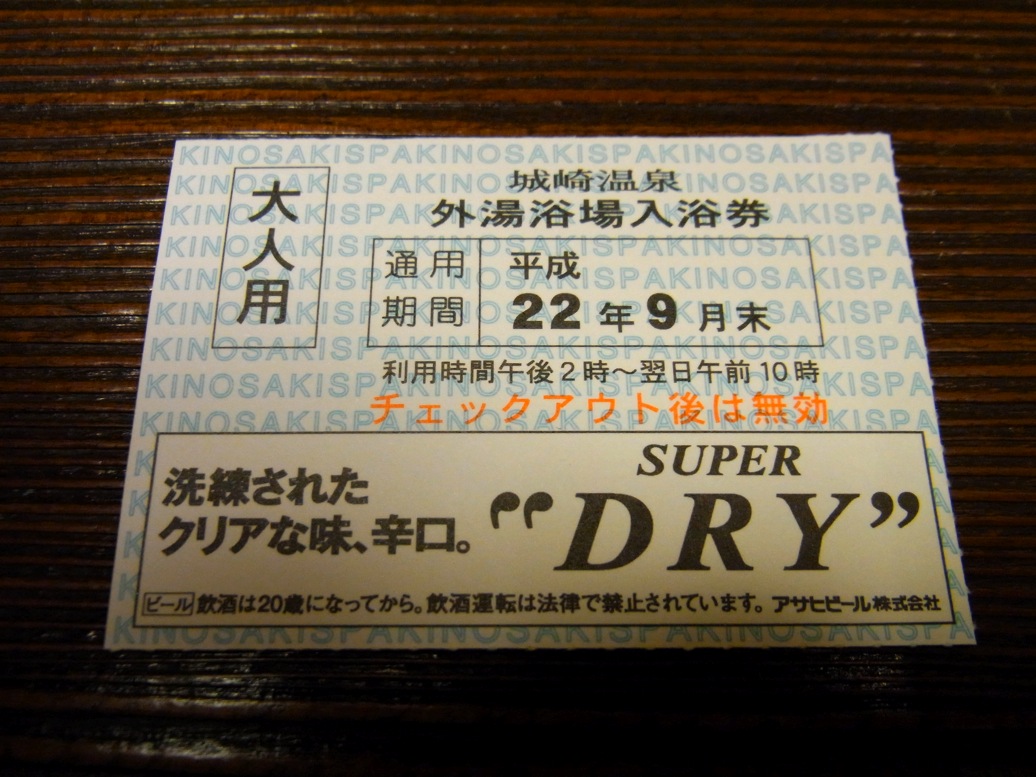 大人用
城崎温泉
外湯浴場入浴券
通用期間
平成
22年9月末
利用時間午後2時〜翌日午前10時
チェックアウト後は無効
洗練された
クリアな味、辛口。
SUPER
"DRY"
ビール 飲酒は20歳になってから。飲酒運転は法律で禁止されています。 アサヒビール株式会社
KINOSAKISPAKINOSAKISPAKINOSAKISPA